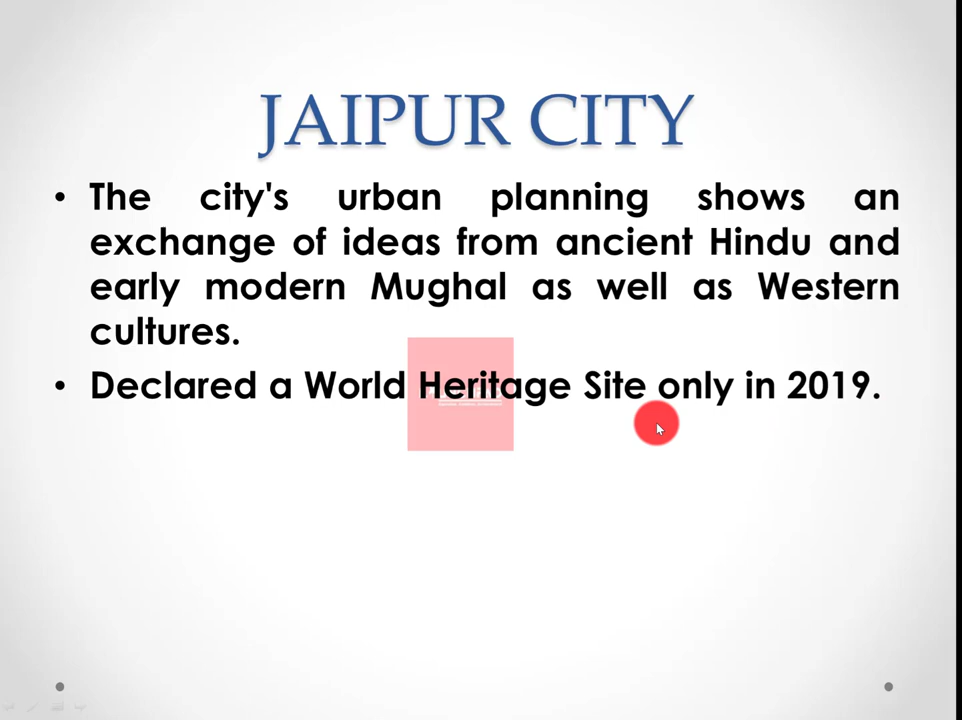 JAIPUR CITY
• The city's urban planning shows an
exchange of ideas from ancient Hindu and
early modern Mughal as well as Western
cultures.
• Declared a World Heritage Site only in 2019.